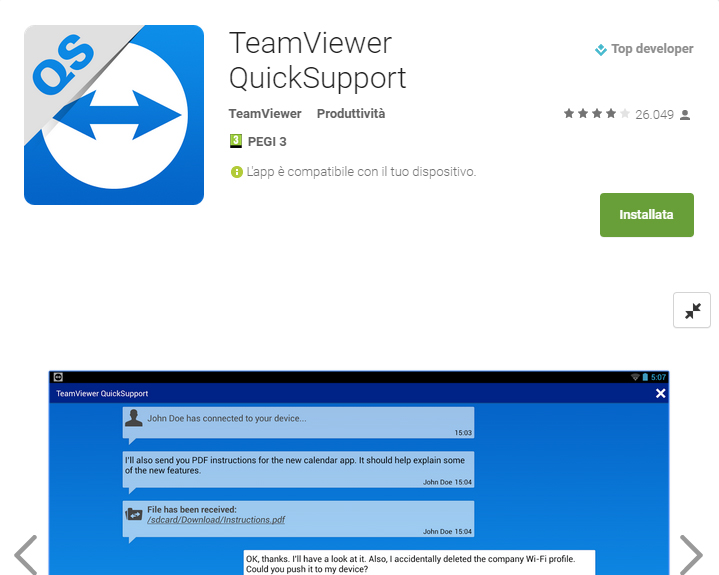 QS
TeamViewer
QuickSupport
Top developer
TeamViewer Produttività
26.049
3 PEGI 3
L'app è compatibile con il tuo dispositivo.
Installata
5:07
TeamViewer QuickSupport
John Doe has connected to your device...
15:03
I'll also send you PDF instructions for the new calendar app. It should help explain some
of the new features.
John Doe 15:04
File has been received:
/sdcard/Download/Instructions.pdf
John Doe 15:04
OK, thanks. I'll have a look at it. Also, I accidentally deleted the company Wi-Fi profile.
Could you push it to my device?